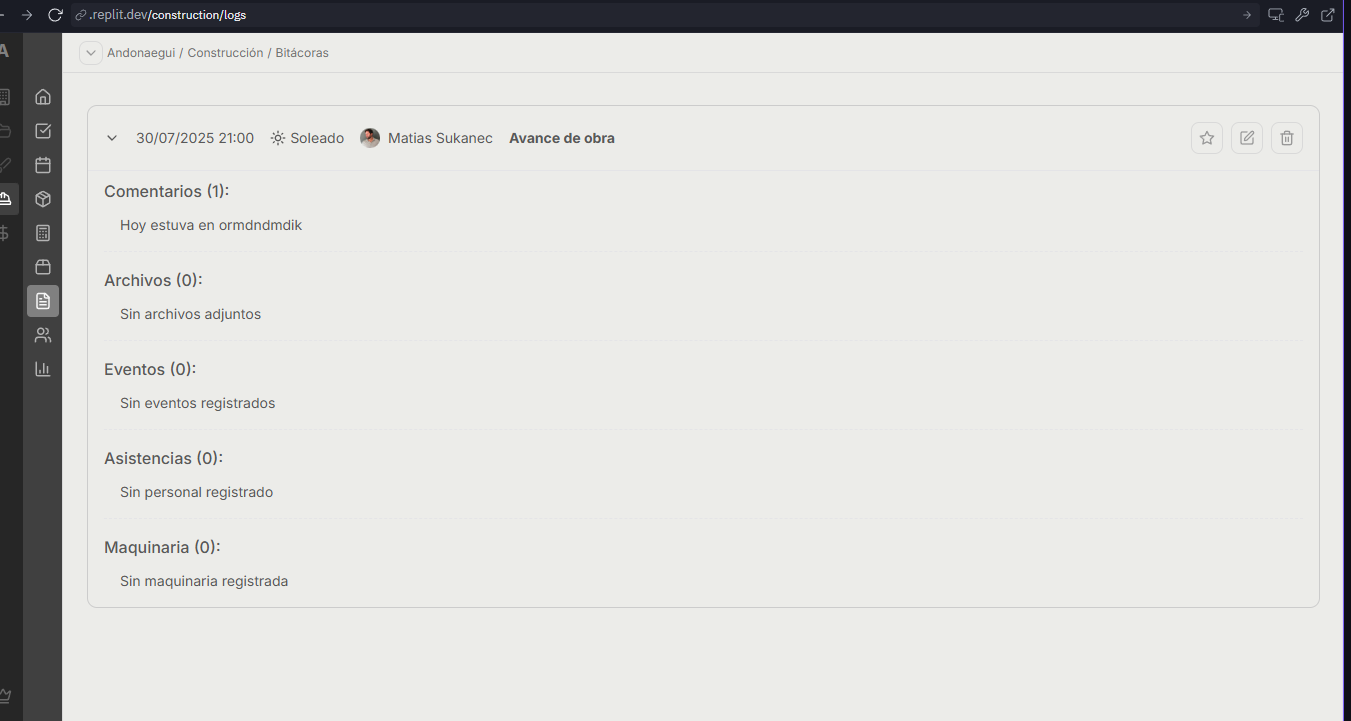 .replit.dev/construction/logs
A
Andonaegui / Construcción / Bitácoras
30/07/2025 21:00 Soleado Matias Sukanec Avance de obra
Comentarios (1):
Hoy estuva en ormdndmdik
Archivos (0):
Sin archivos adjuntos
Eventos (0):
Sin eventos registrados
Asistencias (0):
Sin personal registrado
Maquinaria (0):
Sin maquinaria registrada